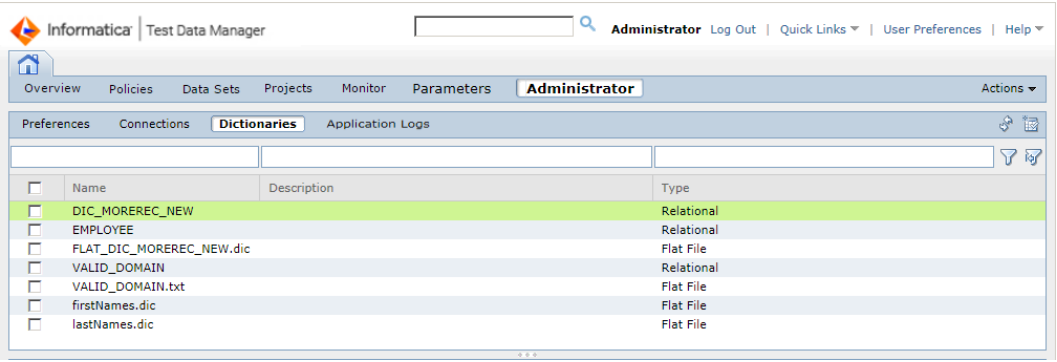 Informatica Test Data Manager Administrator Log Out | Quick Links | User Preferences | Help
Overview Policies Data Sets Projects Monitor Parameters Administrator Actions
Preferences Connections Dictionaries Application Logs
Name Description Type
DIC_MOREREC_NEW Relational
EMPLOYEE Relational
FLAT_DIC_MOREREC_NEW.dic Flat File
VALID_DOMAIN Relational
VALID_DOMAIN.txt Flat File
firstNames.dic Flat File
lastNames.dic Flat File